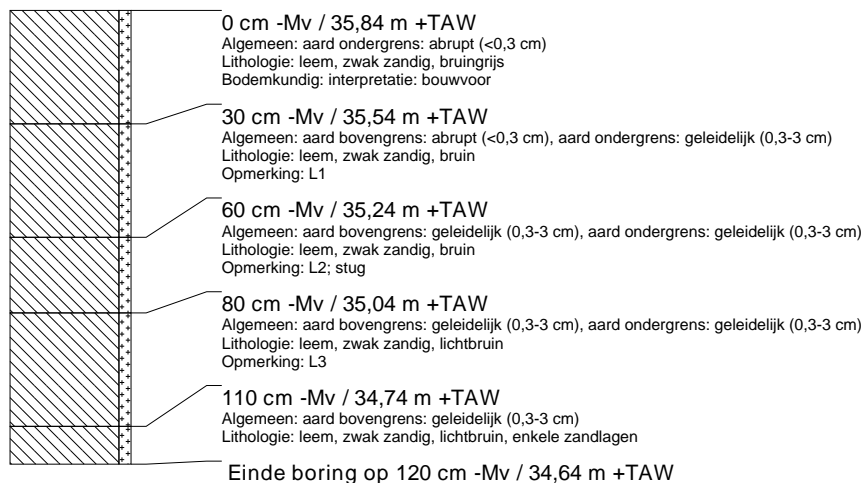 0 cm -Mv / 35,84 m +TAW
Algemeen: aard ondergrens: abrupt (<0,3 cm)
Lithologie: leem, zwak zandig, bruingrijs
Bodemkundig: interpretatie: bouwvoor
30 cm -Mv / 35,54 m +TAW
Algemeen: aard bovengrens: abrupt (<0,3 cm), aard ondergrens: geleidelijk (0,3-3 cm)
Lithologie: leem, zwak zandig, bruin
Opmerking: L1
60 cm -Mv / 35,24 m +TAW
Algemeen: aard bovengrens: geleidelijk (0,3-3 cm), aard ondergrens: geleidelijk (0,3-3 cm)
Lithologie: leem, zwak zandig, bruin
Opmerking: L2; stug
80 cm -Mv / 35,04 m +TAW
Algemeen: aard bovengrens: geleidelijk (0,3-3 cm), aard ondergrens: geleidelijk (0,3-3 cm)
Lithologie: leem, zwak zandig, lichtbruin
Opmerking: L3
110 cm -Mv / 34,74 m +TAW
Algemeen: aard bovengrens: geleidelijk (0,3-3 cm)
Lithologie: leem, zwak zandig, lichtbruin, enkele zandlagen
Einde boring op 120 cm -Mv / 34,64 m +TAW